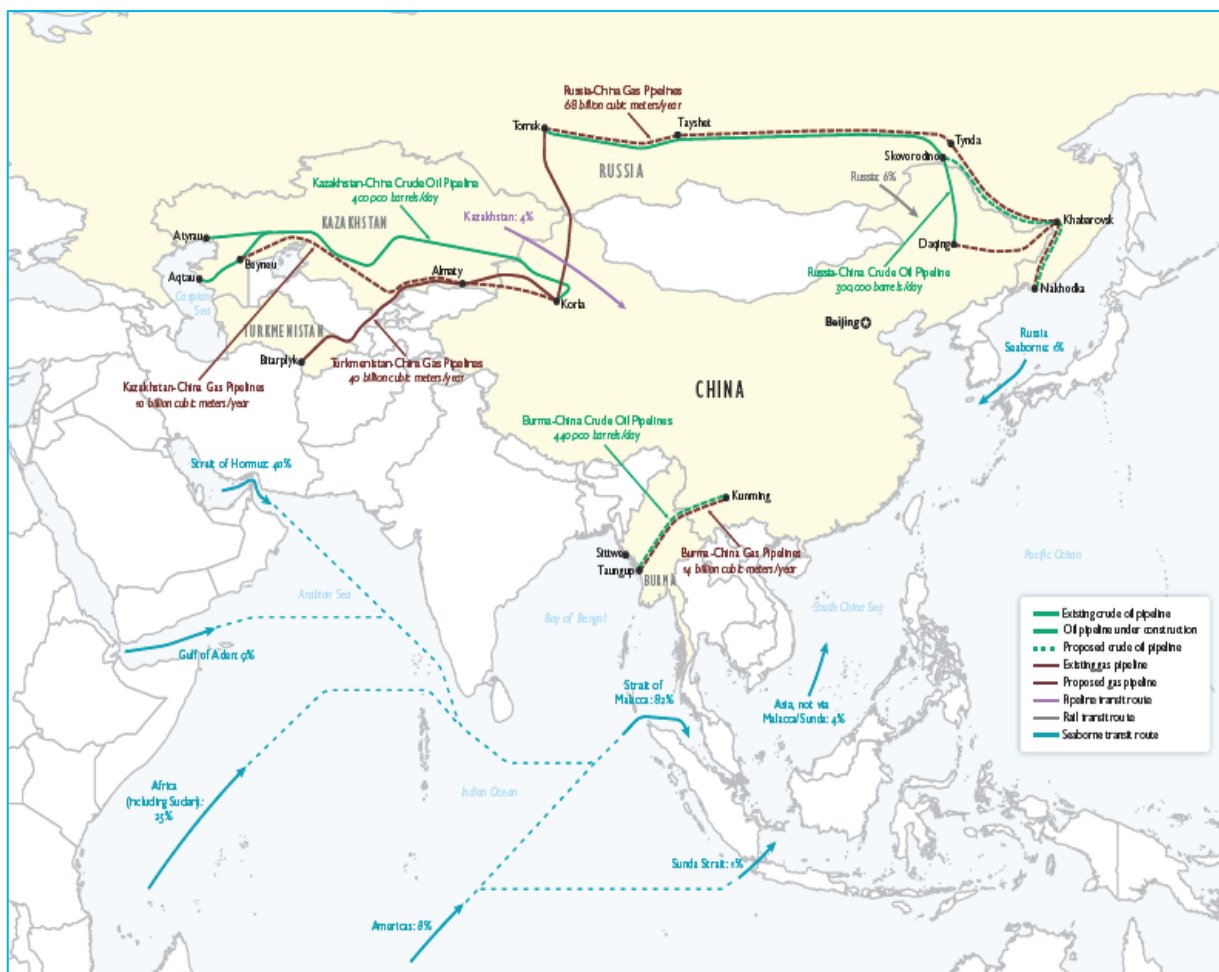 Russia-China Gas Pipelines
68 billion cubic meters/year
Tomsk
Tayshet
Tynda
Skovorodino
RUSSIA
Russia: 6%
Kazakhstan-China Crude Oil Pipeline
400,000 barrels/day
KAZAKHSTAN
Kazakhstan: 4%
Khabarovsk
Atyrau
Daqing
Beyneu
Almaty
Russia-China Crude Oil Pipeline
300,000 barrels/day
Aqtau
Caspian
Sea
Korla
Nakhodka
TURKMENISTAN
Beijing
Russia
Seaborne: 1%
Bitarplyk
Turkmenistan-China Gas Pipelines
40 billion cubic meters/year
Kazakhstan-China Gas Pipelines
10 billion cubic meters/year
CHINA
Burma-China Crude Oil Pipelines
440,000 barrels/day
Strait of Hormuz: 40%
Kunming
Sittwe
Taungup
Burma-China Gas Pipelines
14 billion cubic meters/year
BURMA
Pacific Ocean
Arabian Sea
Bay of Bengal
South China Sea
Gulf of Aden: 9%
Existing crude oil pipeline
Oil pipeline under construction
Proposed crude oil pipeline
Existing gas pipeline
Proposed gas pipeline
Pipeline transit route
Rail transit route
Seaborne transit route
Strait of
Malacca: 82%
Asia, not via
Malacca/Sunda: 4%
Africa
(including Sudan):
25%
Indian Ocean
Sunda Strait: 1%
Americas: 8%